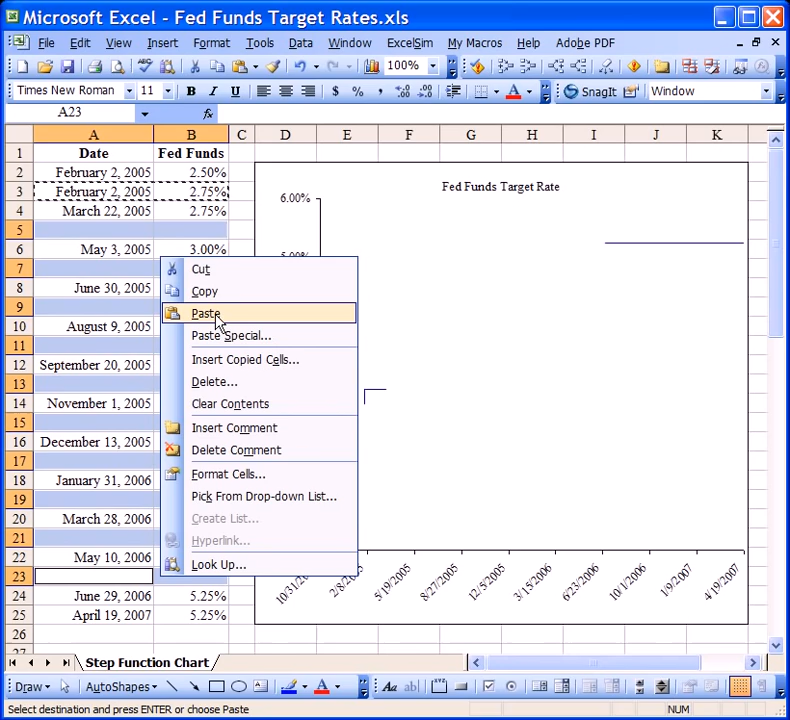 Microsoft Excel - Fed Funds Target Rates.xls
File Edit View Insert Format Tools Data Window ExcelSim My Macros Help Adobe PDF
100%
Times New Roman 11 B I U $ % , SnagIt Window
A23 fx
A B C D E F G H I J K
1 Date Fed Funds
2 February 2, 2005 2.50%
3 February 2, 2005 2.75%
4 March 22, 2005 2.75%
5
6 May 3, 2005 3.00%
7
8 June 30, 2005
9
10 August 9, 2005
11
12 September 20, 2005
13
14 November 1, 2005
15
16 December 13, 2005
17
18 January 31, 2006
19
20 March 28, 2006
21
22 May 10, 2006
23
24 June 29, 2006 5.25%
25 April 19, 2007 5.25%
26
Cut
Copy
Paste
Paste Special...
Insert Copied Cells...
Delete...
Clear Contents
Insert Comment
Delete Comment
Format Cells...
Pick From Drop-down List...
Create List...
Hyperlink...
Look Up...
Fed Funds Target Rate
6.00%
2/8/2005 5/19/2005 8/27/2005 12/5/2005 3/15/2006 6/23/2006 10/1/2006 1/9/2007 4/19/2007
Step Function Chart
Draw AutoShapes A Aa ab|
Select destination and press ENTER or choose Paste NUM